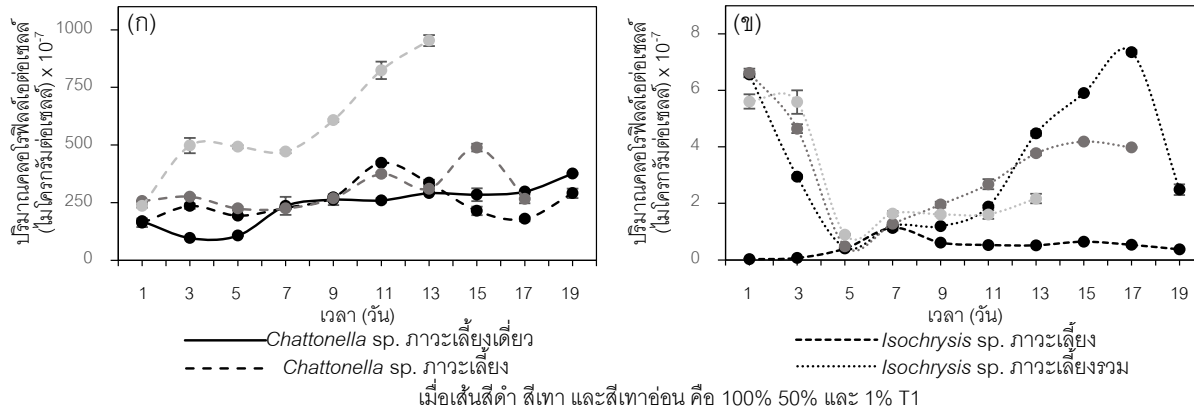 (ก)
ปริมาณคลอโรฟิลล์เอต่อเซลล์
(ไมโครกรัมต่อเซลล์) x 10-7
1000
750
500
250
0
1 3 5 7 9 11 13 15 17 19
เวลา (วัน)
Chattonella sp. ภาวะเลี้ยงเดี่ยว
Chattonella sp. ภาวะเลี้ยง
(ข)
ปริมาณคลอโรฟิลล์เอต่อเซลล์
(ไมโครกรัมต่อเซลล์) x 10-7
8
6
4
2
0
1 3 5 7 9 11 13 15 17 19
เวลา (วัน)
Isochrysis sp. ภาวะเลี้ยง
Isochrysis sp. ภาวะเลี้ยงรวม
เมื่อเส้นสีดำ สีเทา และสีเทาอ่อน คือ 100% 50% และ 1% T1